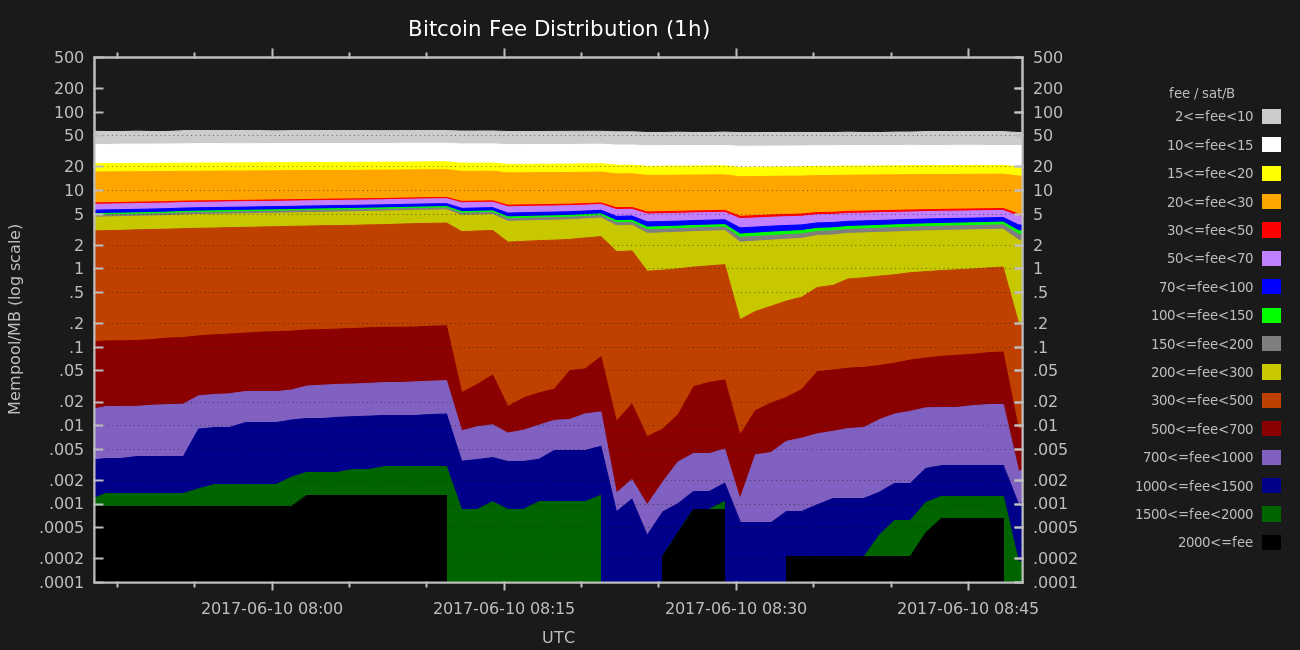 Bitcoin Fee Distribution (1h)
500
200
100
50
20
10
5
2
1
.5
.2
.1
.05
.02
.01
.005
.002
.001
.0005
.0002
.0001
Mempool/MB (log scale)
500
200
100
50
20
10
5
2
1
.5
.2
.1
.05
.02
.01
.005
.002
.001
.0005
.0002
.0001
fee / sat/B
2<=fee<10
10<=fee<15
15<=fee<20
20<=fee<30
30<=fee<50
50<=fee<70
70<=fee<100
100<=fee<150
150<=fee<200
200<=fee<300
300<=fee<500
500<=fee<700
700<=fee<1000
1000<=fee<1500
1500<=fee<2000
2000<=fee
2017-06-10 08:00 2017-06-10 08:15 2017-06-10 08:30 2017-06-10 08:45
UTC